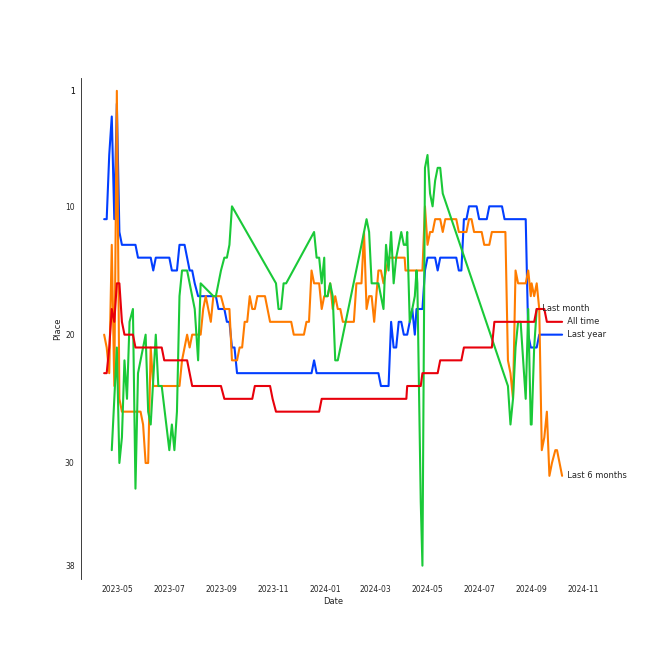 1
10
20
30
38
Place
Last month
All time
Last year
Last 6 months
2023-05
2023-07
2023-09
2023-11
2024-01
2024-03
2024-05
2024-07
2024-09
2024-11
Date